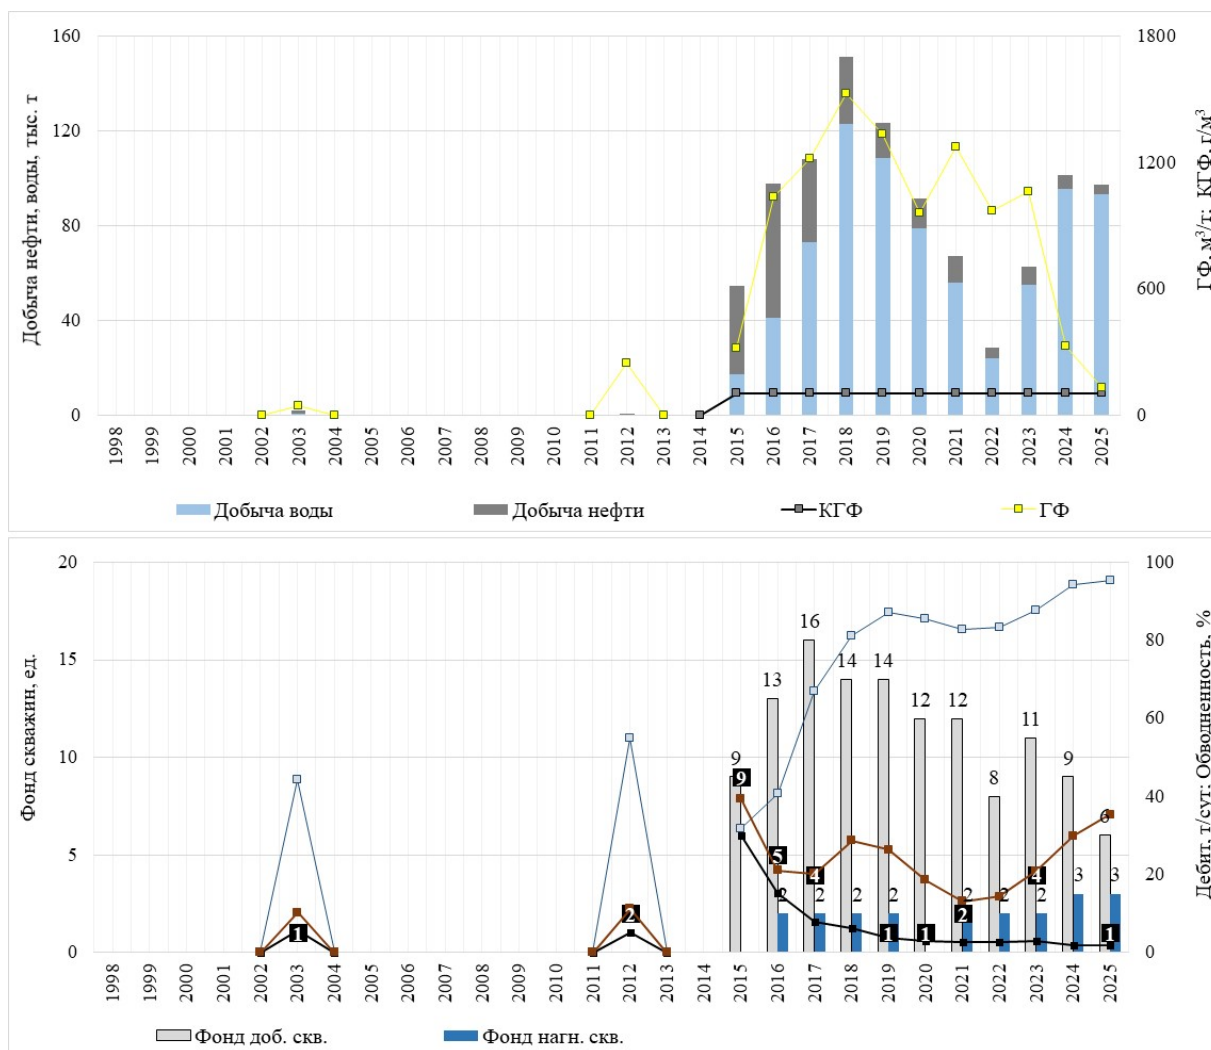 Добыча нефти, воды, тыс. т
160
120
80
40
0
1800
1200
600
0
ГФ, м³/т; КГФ, г/м³
1998 1999 2000 2001 2002 2003 2004 2005 2006 2007 2008 2009 2010 2011 2012 2013 2014 2015 2016 2017 2018 2019 2020 2021 2022 2023 2024 2025
Добыча воды Добыча нефти КГФ ГФ
Фонд скважин, ед.
20
15
10
5
0
100
80
60
40
20
0
Дебит, т/сут; Обводненность, %
9 13 16 14 14 12 12 8 11 9 6
2 2 2 2 2 2 2 3 3
1 2 9 5 4 1 1 2 4 1
1998 1999 2000 2001 2002 2003 2004 2005 2006 2007 2008 2009 2010 2011 2012 2013 2014 2015 2016 2017 2018 2019 2020 2021 2022 2023 2024 2025
Фонд доб. скв. Фонд нагн. скв.